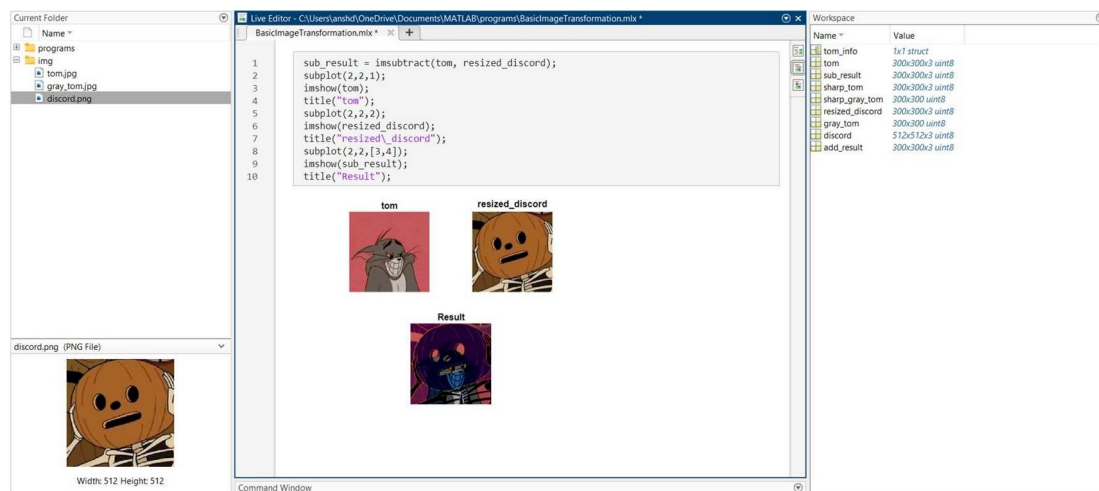 Current Folder
Name
programs
img
tom.jpg
gray_tom.jpg
discord.png
discord.png (PNG File)
Width: 512 Height: 512
Live Editor - C:\Users\anshd\OneDrive\Documents\MATLAB\programs\BasicImageTransformation.mlx *
BasicImageTransformation.mlx * × +
1 sub_result = imsubtract(tom, resized_discord);
2 subplot(2,2,1);
3 imshow(tom);
4 title("tom");
5 subplot(2,2,2);
6 imshow(resized_discord);
7 title("resized\_discord");
8 subplot(2,2,[3,4]);
9 imshow(sub_result);
10 title("Result");
tom resized_discord
Result
Command Window
Workspace
Name Value
tom_info 1x1 struct
tom 300x300x3 uint8
sub_result 300x300x3 uint8
sharp_tom 300x300x3 uint8
sharp_gray_tom 300x300 uint8
resized_discord 300x300x3 uint8
gray_tom 300x300 uint8
discord 512x512x3 uint8
add_result 300x300x3 uint8